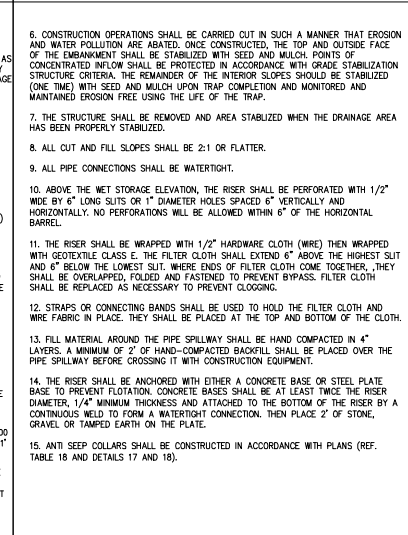 6. CONSTRUCTION OPERATIONS SHALL BE CARRIED CUT IN SUCH A MANNER THAT EROSION
AND WATER POLLUTION ARE ABATED. ONCE CONSTRUCTED, THE TOP AND OUTSIDE FACE
OF THE EMBANKMENT SHALL BE STABILIZED WITH SEED AND MULCH. POINTS OF
CONCENTRATED INFLOW SHALL BE PROTECTED IN ACCORDANCE WITH GRADE STABILIZATION
STRUCTURE CRITERIA. THE REMAINDER OF THE INTERIOR SLOPES SHOULD BE STABILIZED
(ONE TIME) WITH SEED AND MULCH UPON TRAP COMPLETION AND MONITORED AND
MAINTAINED EROSION FREE USING THE LIFE OF THE TRAP.
7. THE STRUCTURE SHALL BE REMOVED AND AREA STABLIZED WHEN THE DRAINAGE AREA
HAS BEEN PROPERLY STABILIZED.
8. ALL CUT AND FILL SLOPES SHALL BE 2:1 OR FLATTER.
9. ALL PIPE CONNECTIONS SHALL BE WATERTIGHT.
10. ABOVE THE WET STORAGE ELEVATION, THE RISER SHALL BE PERFORATED WITH 1/2"
WIDE BY 6" LONG SLITS OR 1" DIAMETER HOLES SPACED 6" VERTICALLY AND
HORIZONTALLY. NO PERFORATIONS WILL BE ALLOWED WITHIN 6" OF THE HORIZONTAL
BARREL.
11. THE RISER SHALL BE WRAPPED WITH 1/2" HARDWARE CLOTH (WIRE) THEN WRAPPED
WITH GEOTEXTILE CLASS E. THE FILTER CLOTH SHALL EXTEND 6" ABOVE THE HIGHEST SLIT
AND 6" BELOW THE LOWEST SLIT. WHERE ENDS OF FILTER CLOTH COME TOGETHER, ,THEY
SHALL BE OVERLAPPED, FOLDED AND FASTENED TO PREVENT BYPASS. FILTER CLOTH
SHALL BE REPLACED AS NECESSARY TO PREVENT CLOGGING.
12. STRAPS OR CONNECTING BANDS SHALL BE USED TO HOLD THE FILTER CLOTH AND
WIRE FABRIC IN PLACE. THEY SHALL BE PLACED AT THE TOP AND BOTTOM OF THE CLOTH.
13. FILL MATERIAL AROUND THE PIPE SPILLWAY SHALL BE HAND COMPACTED IN 4"
LAYERS. A MINIMUM OF 2' OF HAND-COMPACTED BACKFILL SHALL BE PLACED OVER THE
PIPE SPILLWAY BEFORE CROSSING IT WITH CONSTRUCTION EQUIPMENT.
14. THE RISER SHALL BE ANCHORED WITH EITHER A CONCRETE BASE OR STEEL PLATE
BASE TO PREVENT FLOTATION. CONCRETE BASES SHALL BE AT LEAST TWICE THE RISER
DIAMETER, 1/4" MINIMUM THICKNESS AND ATTACHED TO THE BOTTOM OF THE RISER BY A
CONTINUOUS WELD TO FORM A WATERTIGHT CONNECTION. THEN PLACE 2' OF STONE,
GRAVEL OR TAMPED EARTH ON THE PLATE.
15. ANTI SEEP COLLARS SHALL BE CONSTRUCTED IN ACCORDANCE WITH PLANS (REF.
TABLE 18 AND DETAILS 17 AND 18).